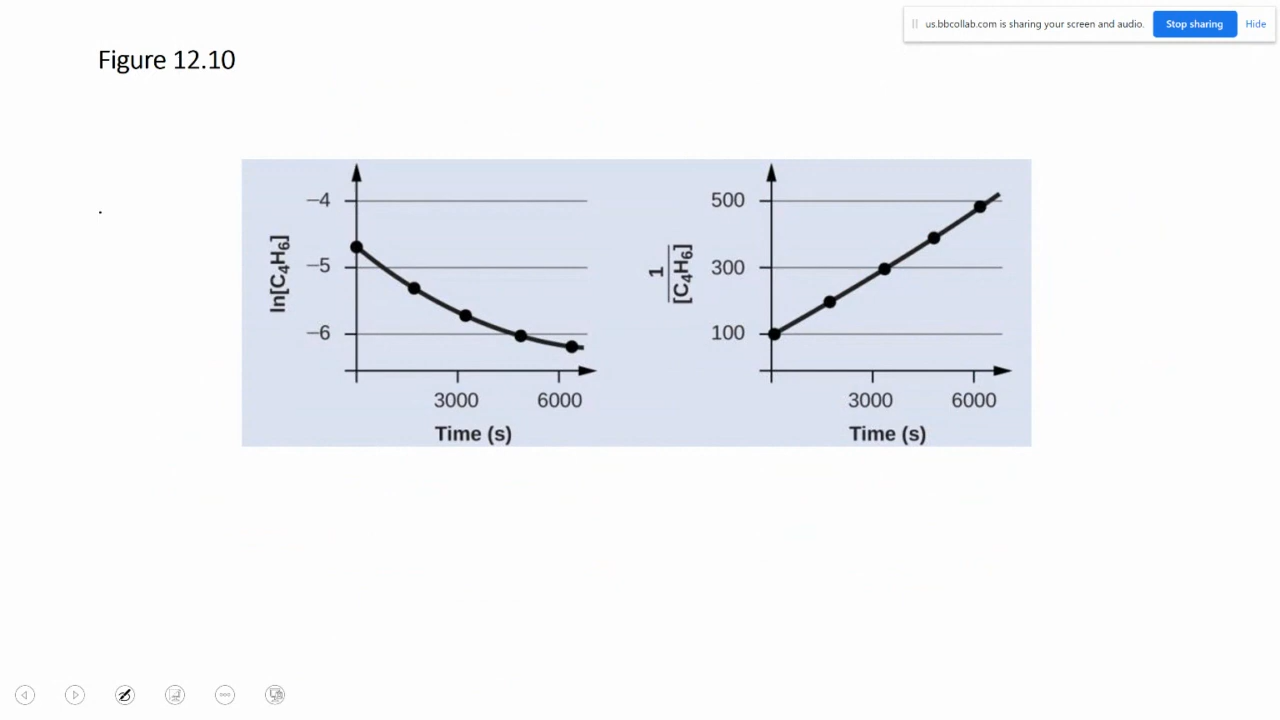 us.bbcollab.com is sharing your screen and audio.
Stop sharing
Hide
Figure 12.10
.
−4
−5
−6
ln[C₄H₆]
3000
6000
Time (s)
500
300
100
1
[C₄H₆]
3000
6000
Time (s)